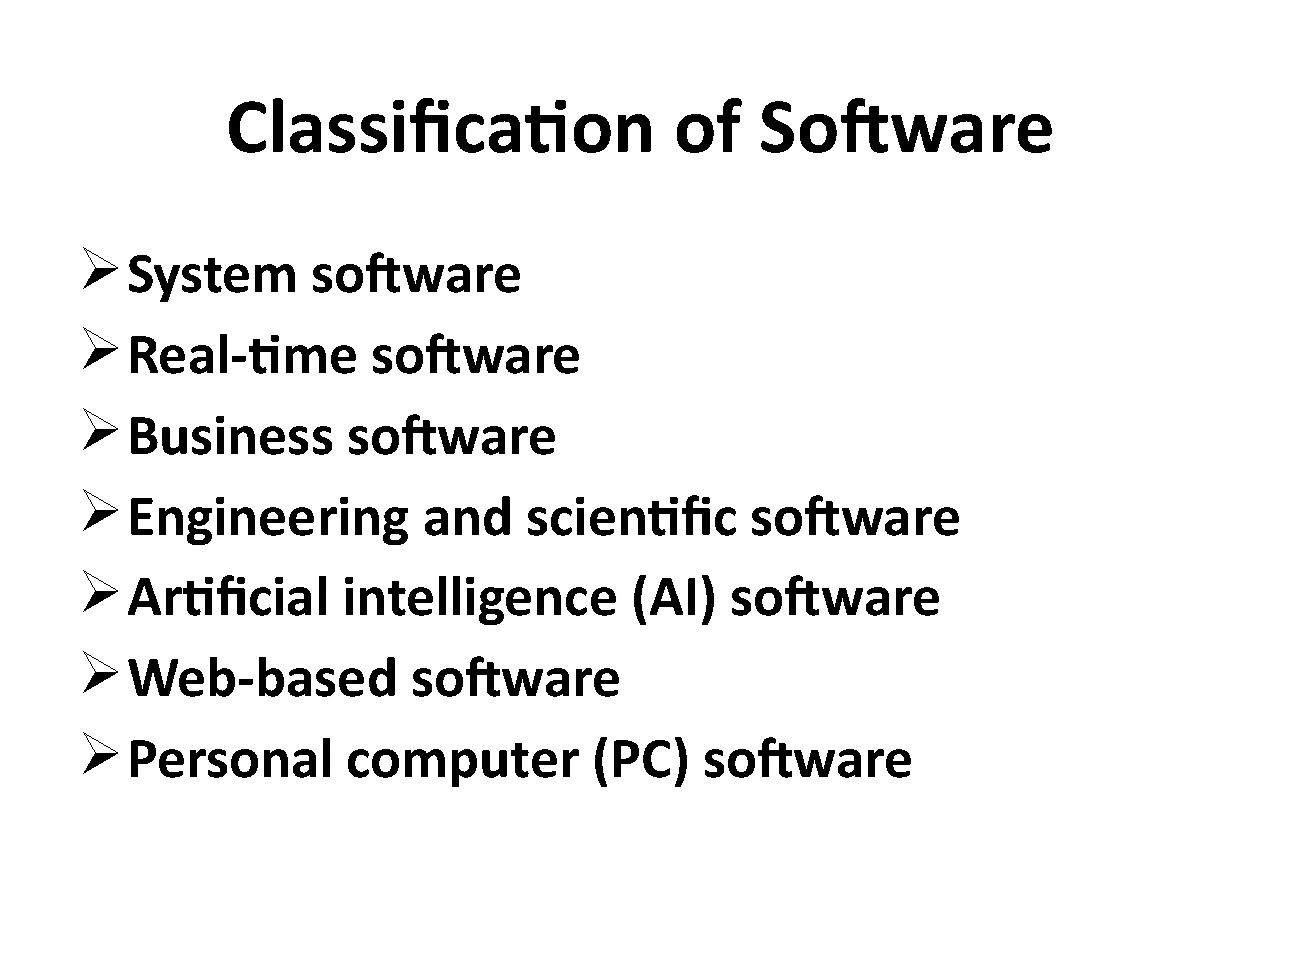 Classification of Software
System software
Real-time software
Business software
Engineering and scientific software
Artificial intelligence (AI) software
Web-based software
Personal computer (PC) software